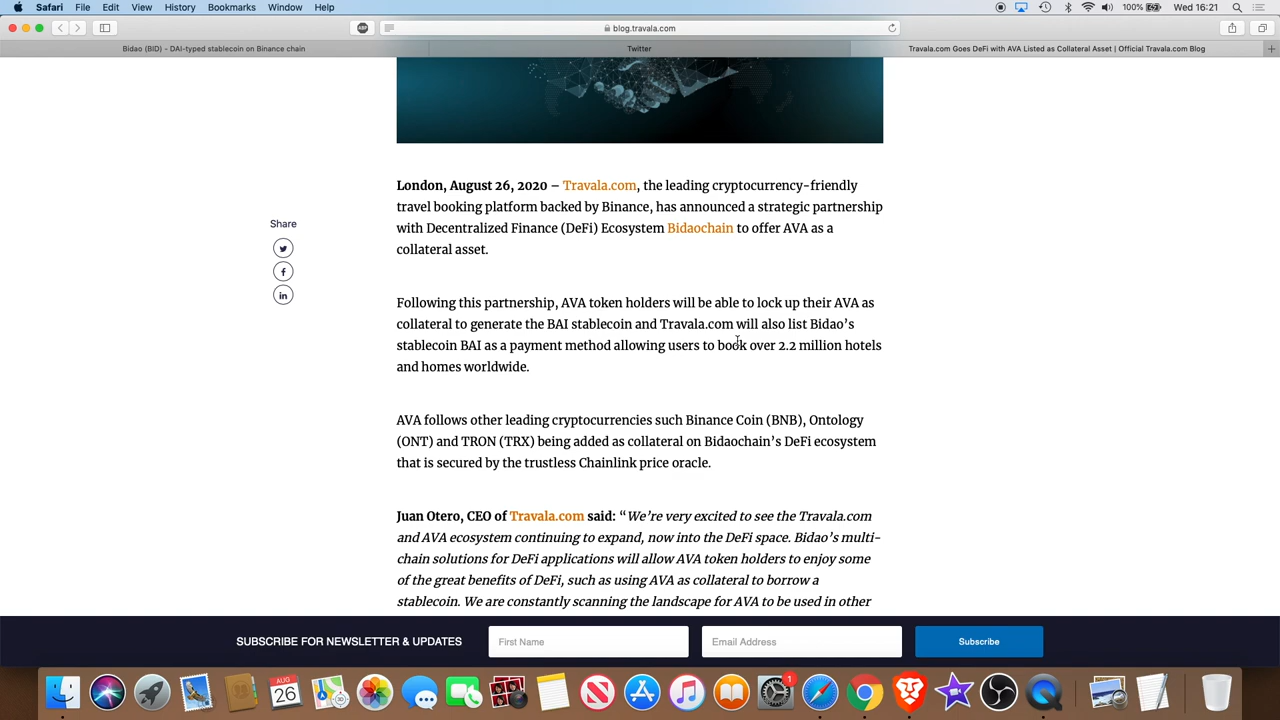 Safari File Edit View History Bookmarks Window Help 100% Wed 16:21
blog.travala.com
Bidao (BID) - DAI-typed stablecoin on Binance chain
Twitter
Travala.com Goes DeFi with AVA Listed as Collateral Asset | Official Travala.com Blog
London, August 26, 2020 – Travala.com, the leading cryptocurrency-friendly
travel booking platform backed by Binance, has announced a strategic partnership
with Decentralized Finance (DeFi) Ecosystem Bidaochain to offer AVA as a
collateral asset.
Share
Following this partnership, AVA token holders will be able to lock up their AVA as
collateral to generate the BAI stablecoin and Travala.com will also list Bidao’s
stablecoin BAI as a payment method allowing users to book over 2.2 million hotels
and homes worldwide.
AVA follows other leading cryptocurrencies such Binance Coin (BNB), Ontology
(ONT) and TRON (TRX) being added as collateral on Bidaochain’s DeFi ecosystem
that is secured by the trustless Chainlink price oracle.
Juan Otero, CEO of Travala.com said: “We’re very excited to see the Travala.com
and AVA ecosystem continuing to expand, now into the DeFi space. Bidao’s multi-
chain solutions for DeFi applications will allow AVA token holders to enjoy some
of the great benefits of DeFi, such as using AVA as collateral to borrow a
stablecoin. We are constantly scanning the landscape for AVA to be used in other
SUBSCRIBE FOR NEWSLETTER & UPDATES
First Name
Email Address
Subscribe
AUG
26
1